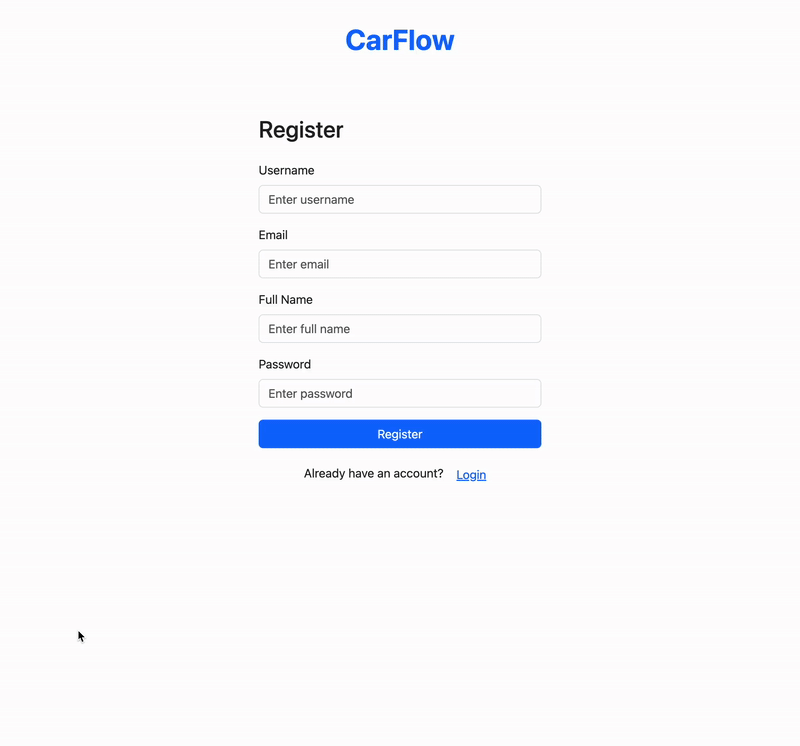 CarFlow
Register
Username
Enter username
Email
Enter email
Full Name
Enter full name
Password
Enter password
Register
Already have an account? Login